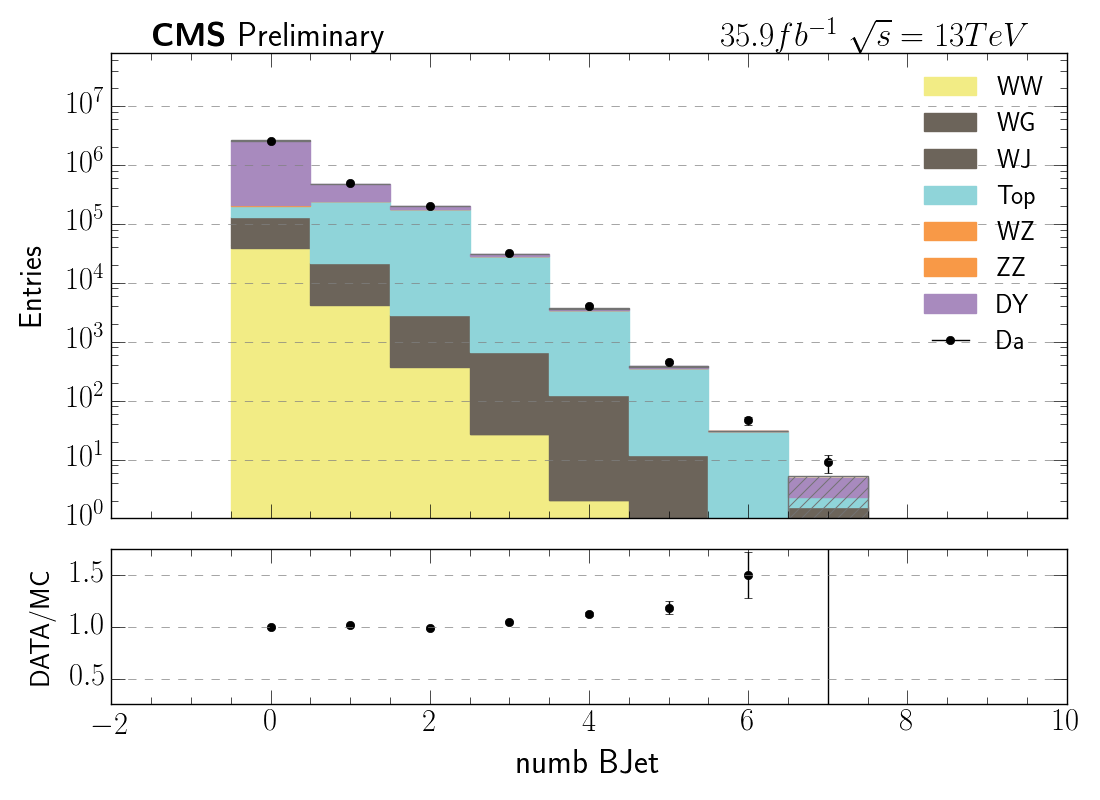 CMS Preliminary 35.9fb⁻¹ √s = 13TeV
WW
WG
WJ
Top
WZ
ZZ
DY
Da
10⁷
10⁶
10⁵
10⁴
10³
10²
10¹
10⁰
Entries
1.5
1.0
0.5
DATA/MC
−2 0 2 4 6 8 10
numb BJet